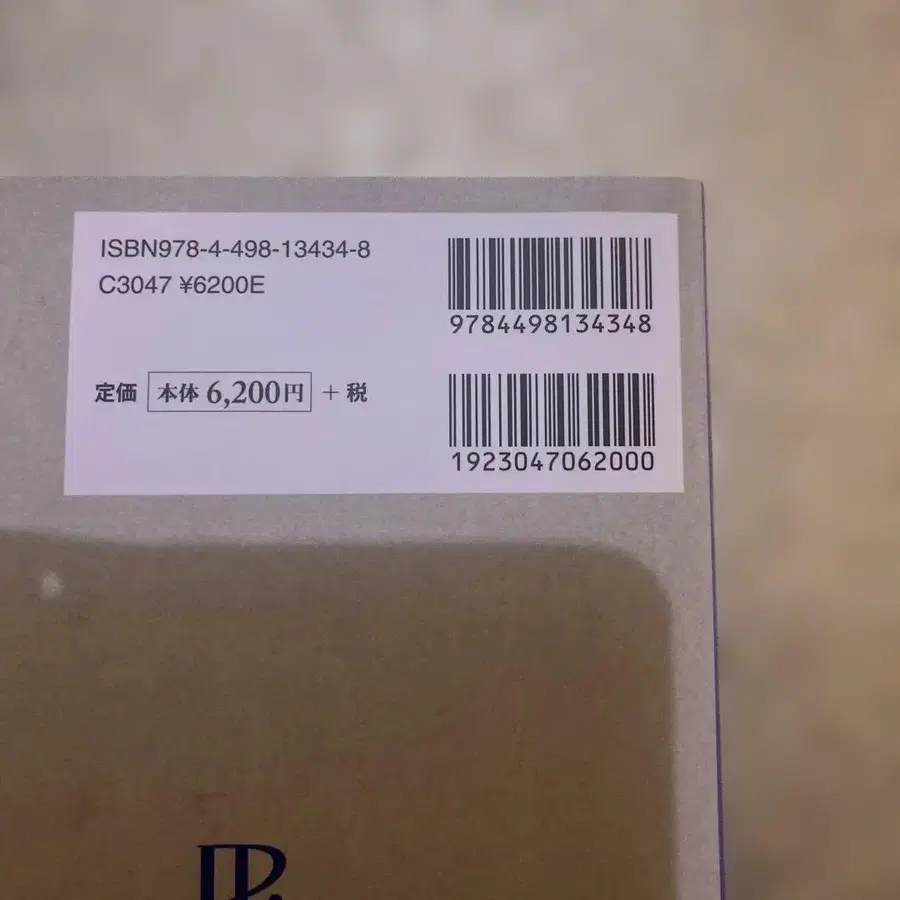 ISBN978-4-498-13434-8
C3047 ¥6200E
9784498134348
定価 本体 6,200円 + 税
1923047062000